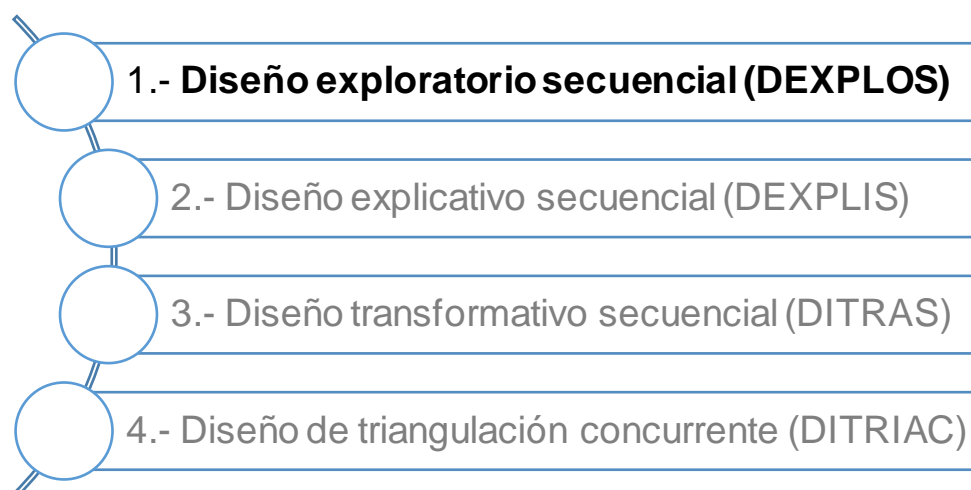 1.- Diseño exploratorio secuencial (DEXPLOS)
2.- Diseño explicativo secuencial (DEXPLIS)
3.- Diseño transformativo secuencial (DITRAS)
4.- Diseño de triangulación concurrente (DITRIAC)